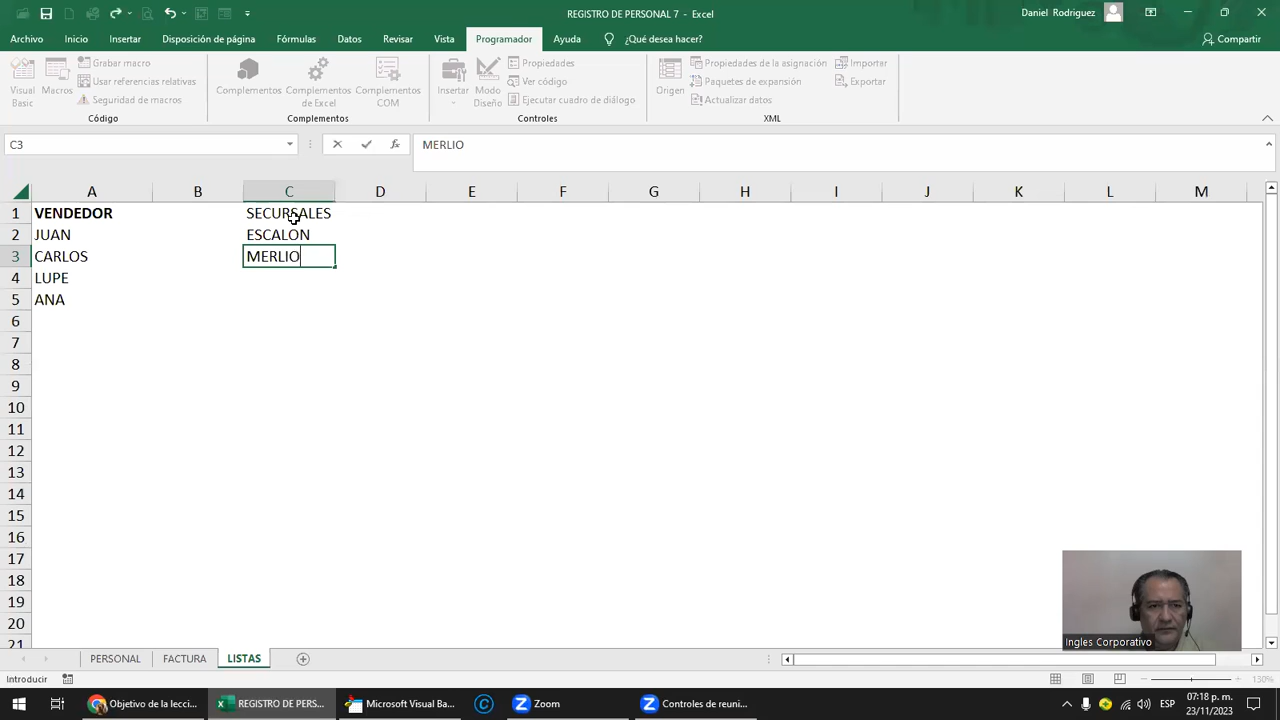 REGISTRO DE PERSONAL 7 - Excel
Daniel Rodriguez
Archivo Inicio Insertar Disposición de página Fórmulas Datos Revisar Vista Programador Ayuda ¿Qué desea hacer? Compartir
Visual Basic
Macros
Grabar macro
Usar referencias relativas
Seguridad de macros
Código
Complementos
Complementos de Excel
Complementos COM
Complementos
Insertar
Modo Diseño
Propiedades
Ver código
Ejecutar cuadro de diálogo
Controles
Origen
Propiedades de la asignación
Paquetes de expansión
Actualizar datos
Importar
Exportar
XML
C3 fx MERLIO
A B C D E F G H I J K L M
1 VENDEDOR SECURSALES
2 JUAN ESCALON
3 CARLOS MERLIO
4 LUPE
5 ANA
6
7
8
9
10
11
12
13
14
15
16
17
18
19
20
21
Ingles Corporativo
PERSONAL FACTURA LISTAS
Introducir
130%
Objetivo de la lecci...
REGISTRO DE PERS...
Microsoft Visual Ba...
Zoom
Controles de reuni...
ESP
07:18 p. m.
23/11/2023